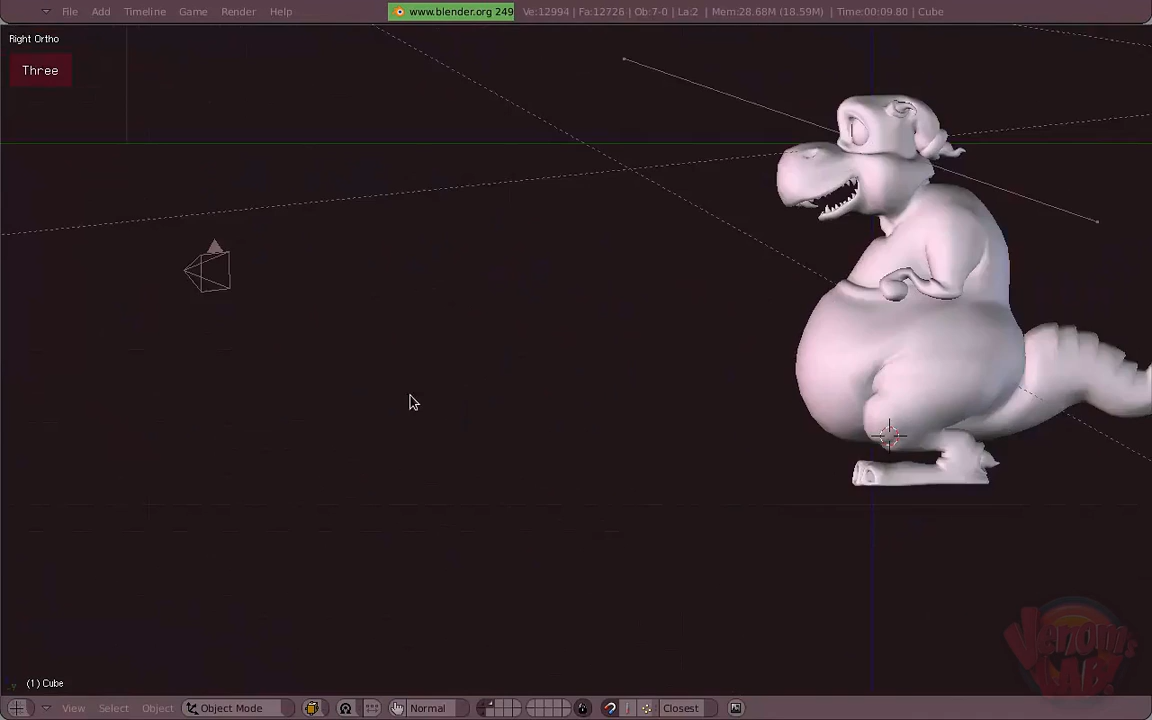 File Add Timeline Game Render Help www.blender.org 249 Ve:12994 | Fa:12726 | Ob:7-0 | La:2 | Mem:28.68M (18.59M) | Time:00:09.80 | Cube
Right Ortho
Three
Venom's
LAB!
(1) Cube
View Select Object Object Mode Normal Closest